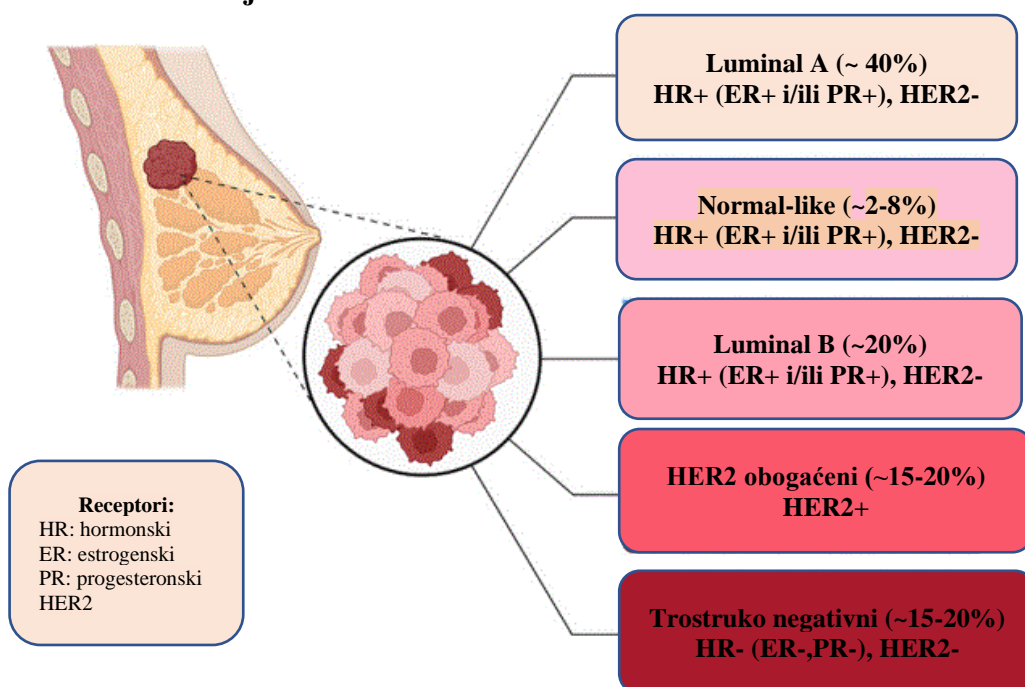 Luminal A (~ 40%)
HR+ (ER+ i/ili PR+), HER2-
Normal-like (~2-8%)
HR+ (ER+ i/ili PR+), HER2-
Luminal B (~20%)
HR+ (ER+ i/ili PR+), HER2-
HER2 obogaćeni (~15-20%)
HER2+
Trostruko negativni (~15-20%)
HR- (ER-,PR-), HER2-
Receptori:
HR: hormonski
ER: estrogenski
PR: progesteronski
HER2